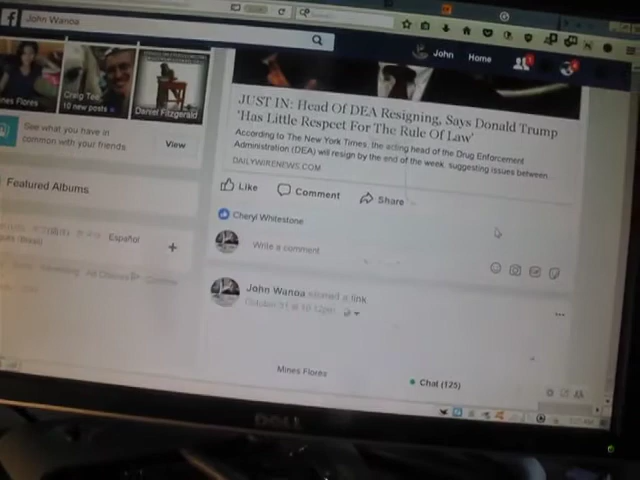 John Wanoa
John
Home
nes Flores
Craig Tee
10 new posts
Daniel Fitzgerald
See what you have in
common with your friends
View
Featured Albums
Español
JUST IN: Head Of DEA Resigning, Says Donald Trump
'Has Little Respect For The Rule Of Law'
According to The New York Times, the acting head of the Drug Enforcement
Administration (DEA) will resign by the end of the week, suggesting issues between
DAILYWIRENEWS.COM
Like
Comment
Share
Cheryl Whitestone
Write a comment
John Wanoa shared a link
October 31 at 10:12pm
Mines Flores
Chat (125)
DELL